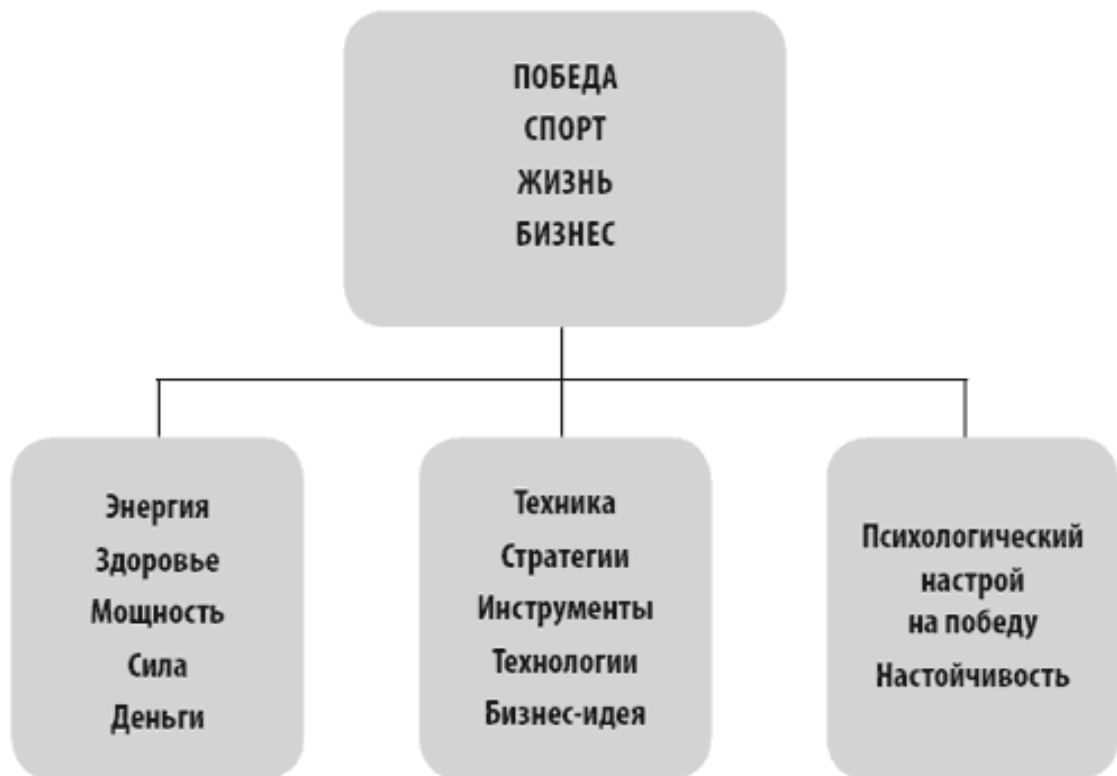 ПОБЕДА
СПОРТ
ЖИЗНЬ
БИЗНЕС
Энергия
Здоровье
Мощность
Сила
Деньги
Техника
Стратегии
Инструменты
Технологии
Бизнес-идея
Психологический
настрой
на победу
Настойчивость